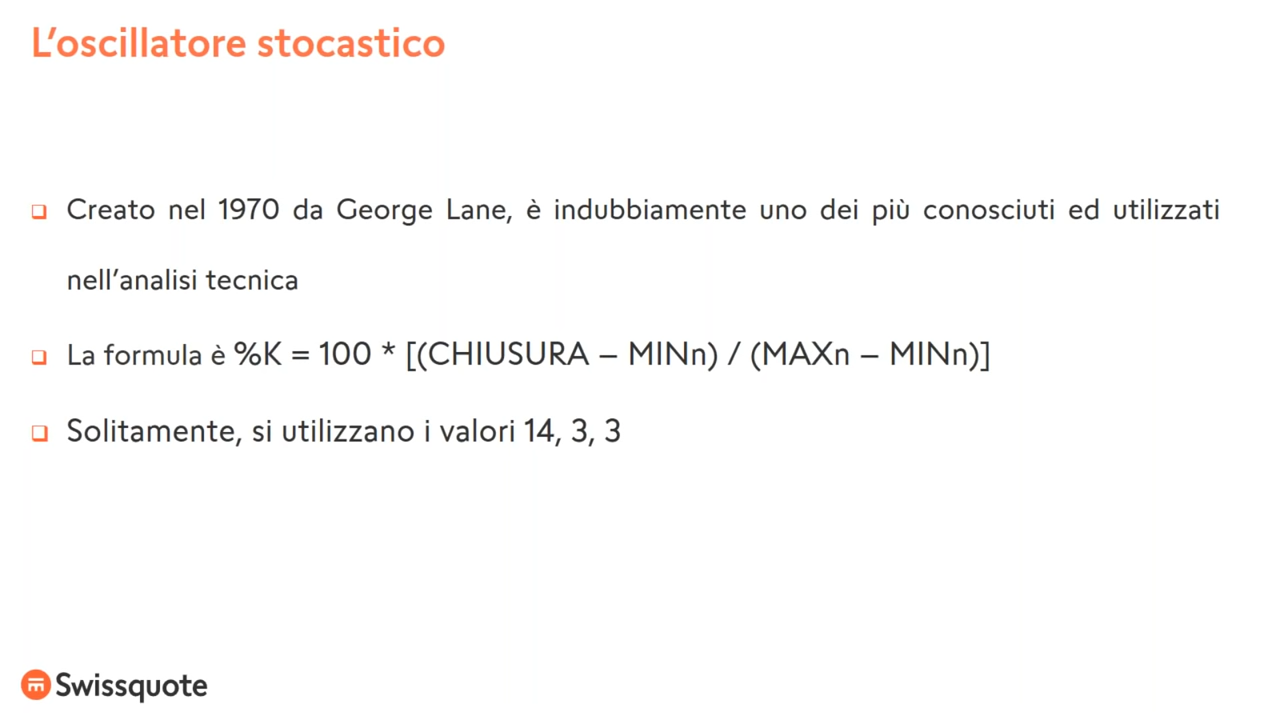 L’oscillatore stocastico
Creato nel 1970 da George Lane, è indubbiamente uno dei più conosciuti ed utilizzati
nell’analisi tecnica
La formula è %K = 100 * [(CHIUSURA – MINn) / (MAXn – MINn)]
Solitamente, si utilizzano i valori 14, 3, 3
Swissquote